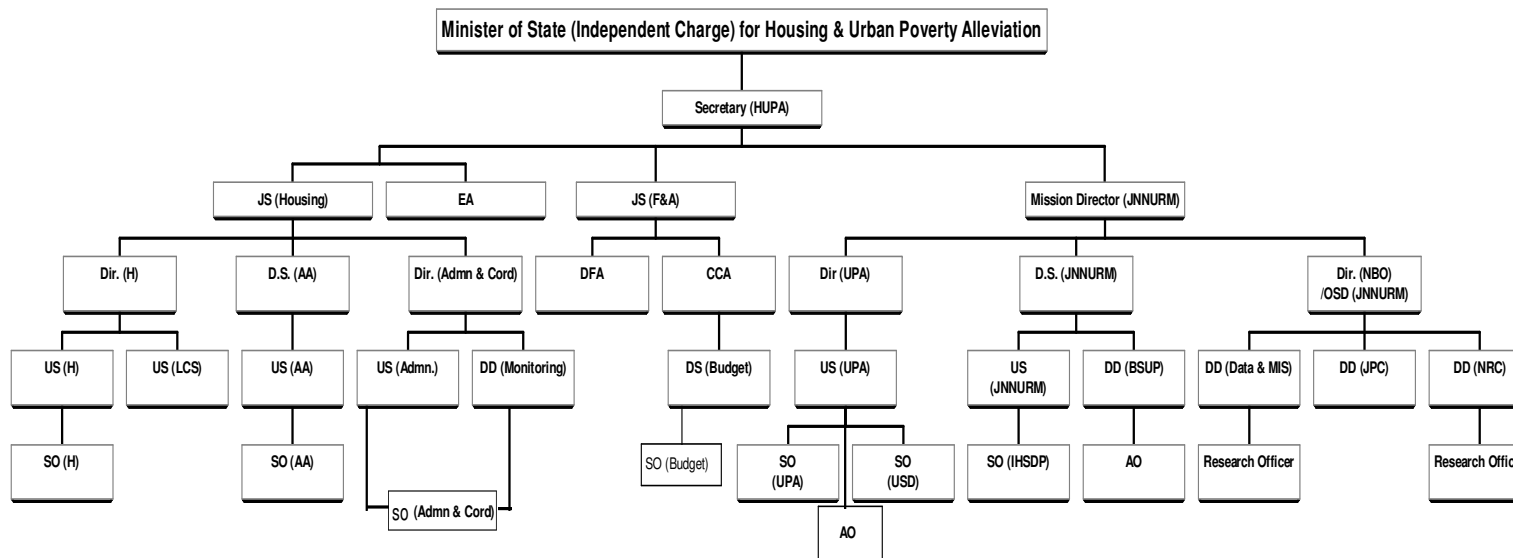 Minister of State (Independent Charge) for Housing & Urban Poverty Alleviation
Secretary (HUPA)
JS (Housing)
EA
JS (F&A)
Mission Director (JNNURM)
Dir. (H)
D.S. (AA)
Dir. (Admn & Cord)
DFA
CCA
Dir (UPA)
D.S. (JNNURM)
Dir. (NBO)
/OSD (JNNURM)
US (H)
US (LCS)
US (AA)
US (Admn.)
DD (Monitoring)
DS (Budget)
US (UPA)
US
(JNNURM)
DD (BSUP)
DD (Data & MIS)
DD (JPC)
DD (NRC)
SO (H)
SO (AA)
SO (Admn & Cord)
SO (Budget)
SO
(UPA)
SO
(USD)
AO
SO (IHSDP)
AO
Research Officer
Research Offic